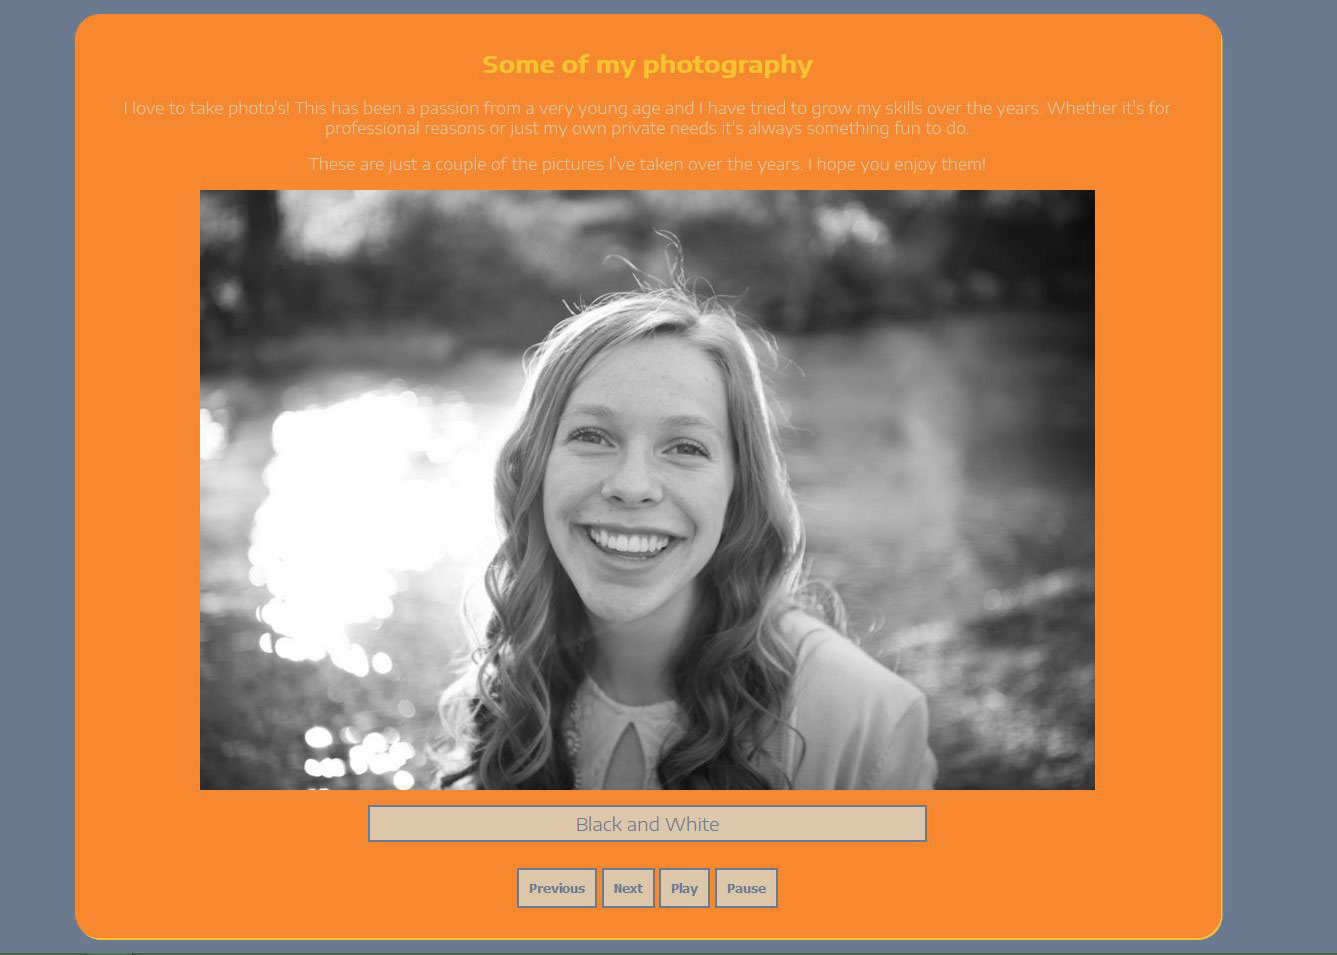 Some of my photography
I love to take photo's! This has been a passion from a very young age and I have tried to grow my skills over the years. Whether it's for
professional reasons or just my own private needs it's always something fun to do.
These are just a couple of the pictures I've taken over the years. I hope you enjoy them!
Black and White
Previous Next Play Pause